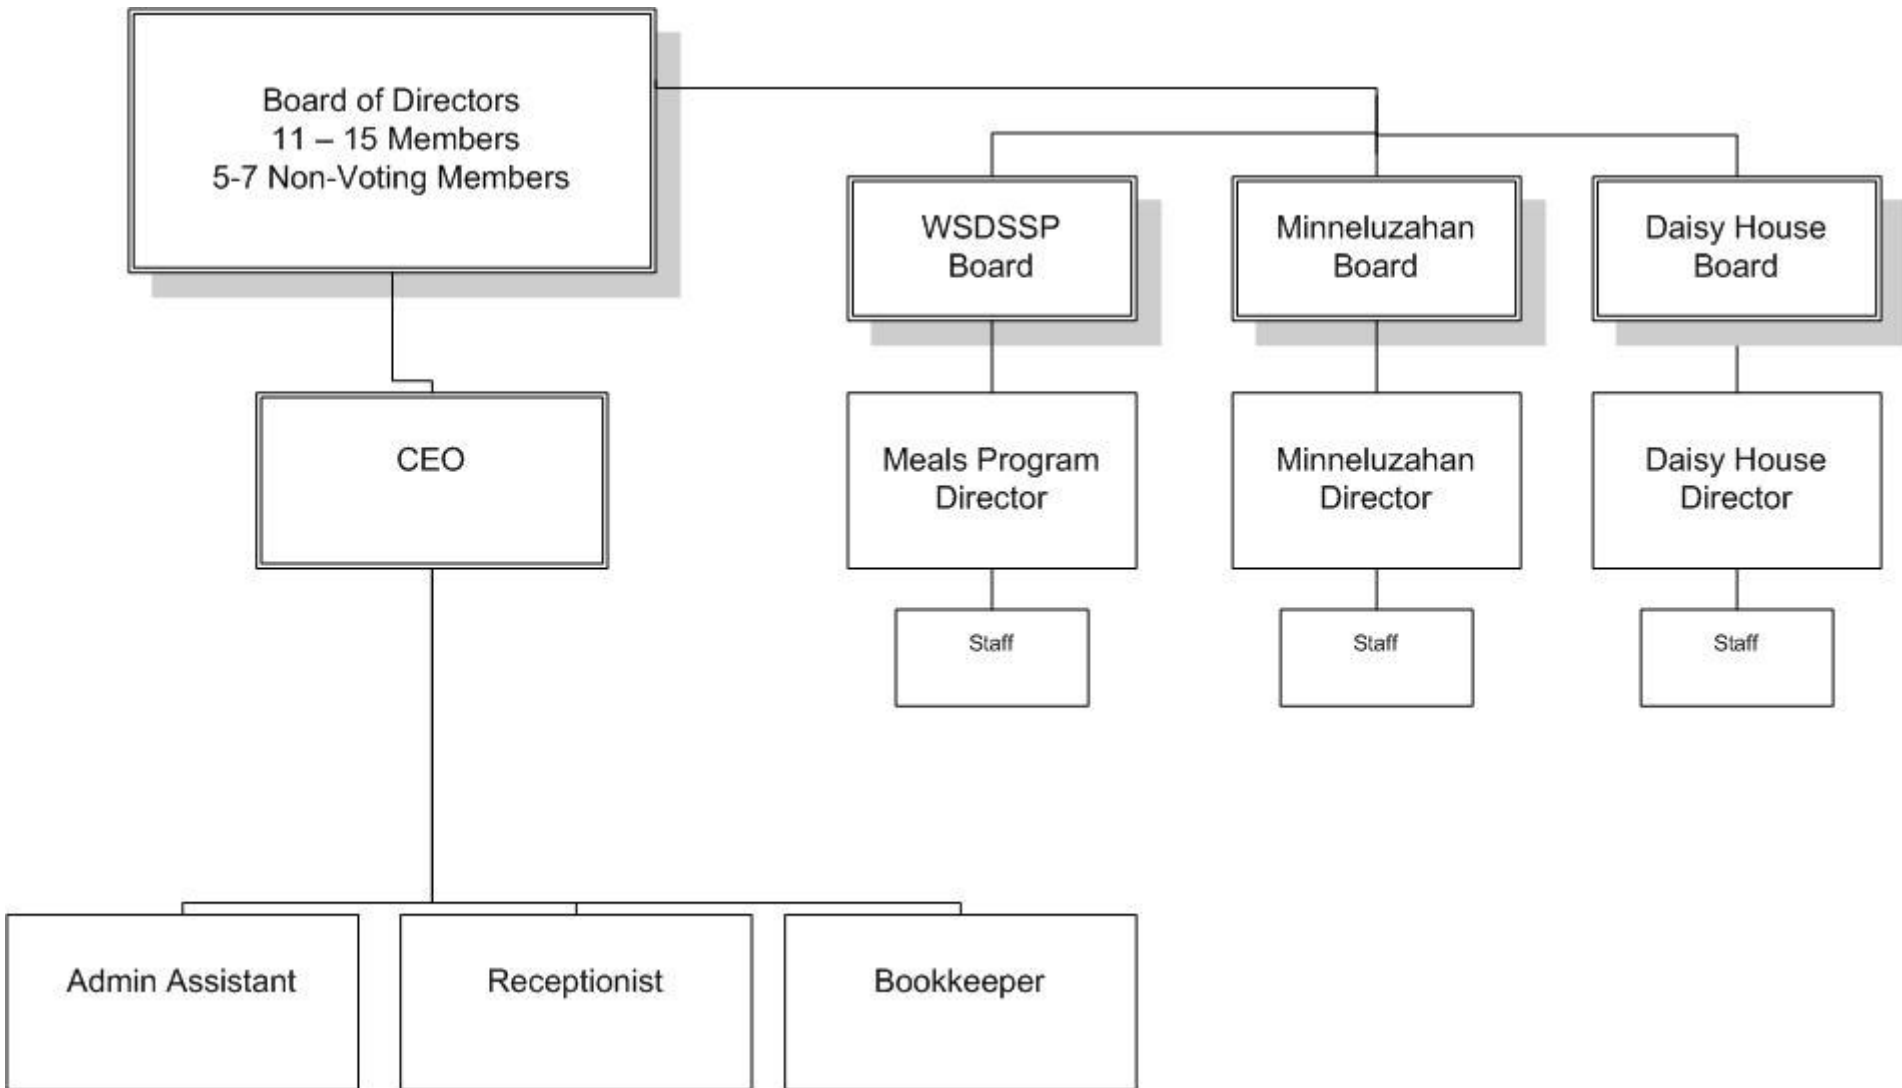 Board of Directors
11 – 15 Members
5-7 Non-Voting Members
WSDSSP
Board
Minneluzahan
Board
Daisy House
Board
CEO
Meals Program
Director
Minneluzahan
Director
Daisy House
Director
Staff
Staff
Staff
Admin Assistant
Receptionist
Bookkeeper